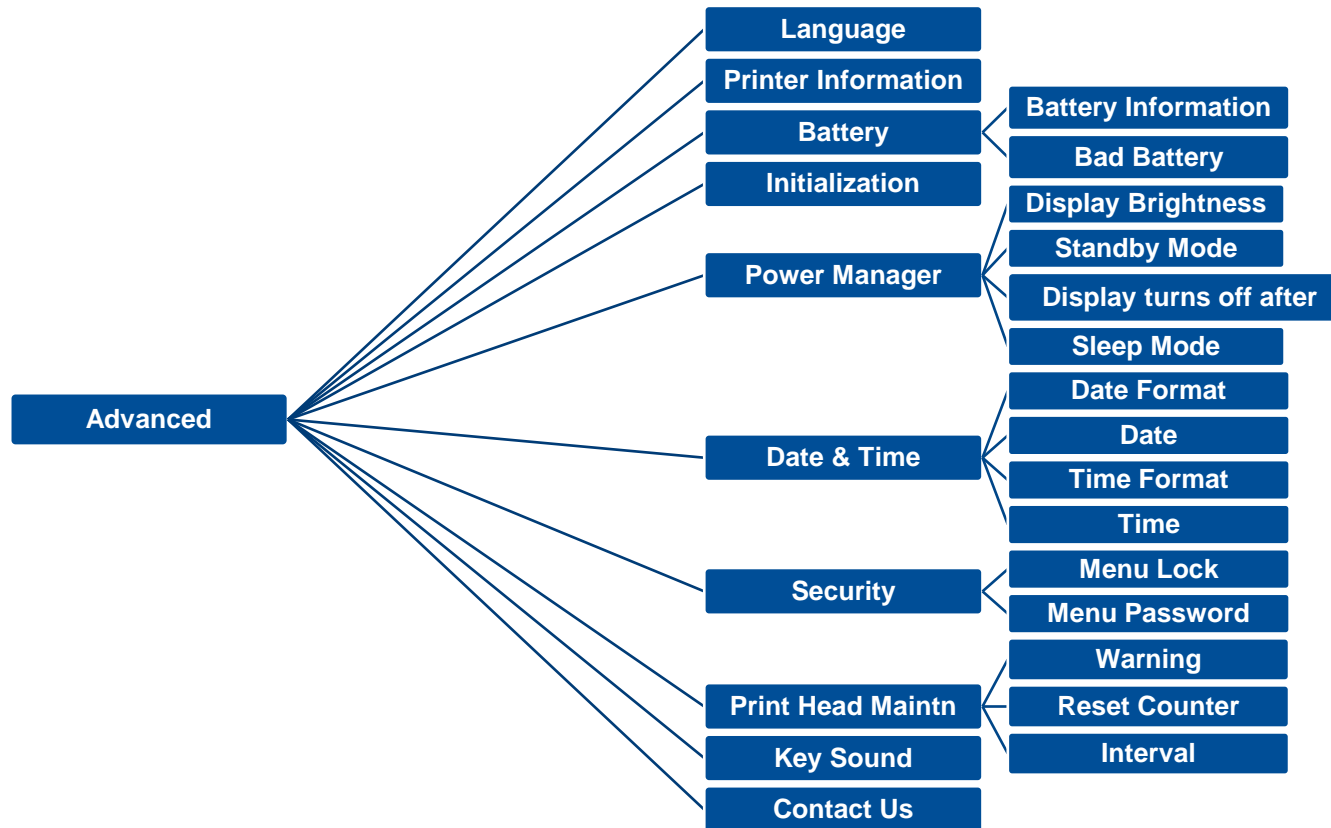 Advanced
Language
Printer Information
Battery
Battery Information
Bad Battery
Initialization
Power Manager
Display Brightness
Standby Mode
Display turns off after
Sleep Mode
Date & Time
Date Format
Date
Time Format
Time
Security
Menu Lock
Menu Password
Print Head Maintn
Warning
Reset Counter
Interval
Key Sound
Contact Us